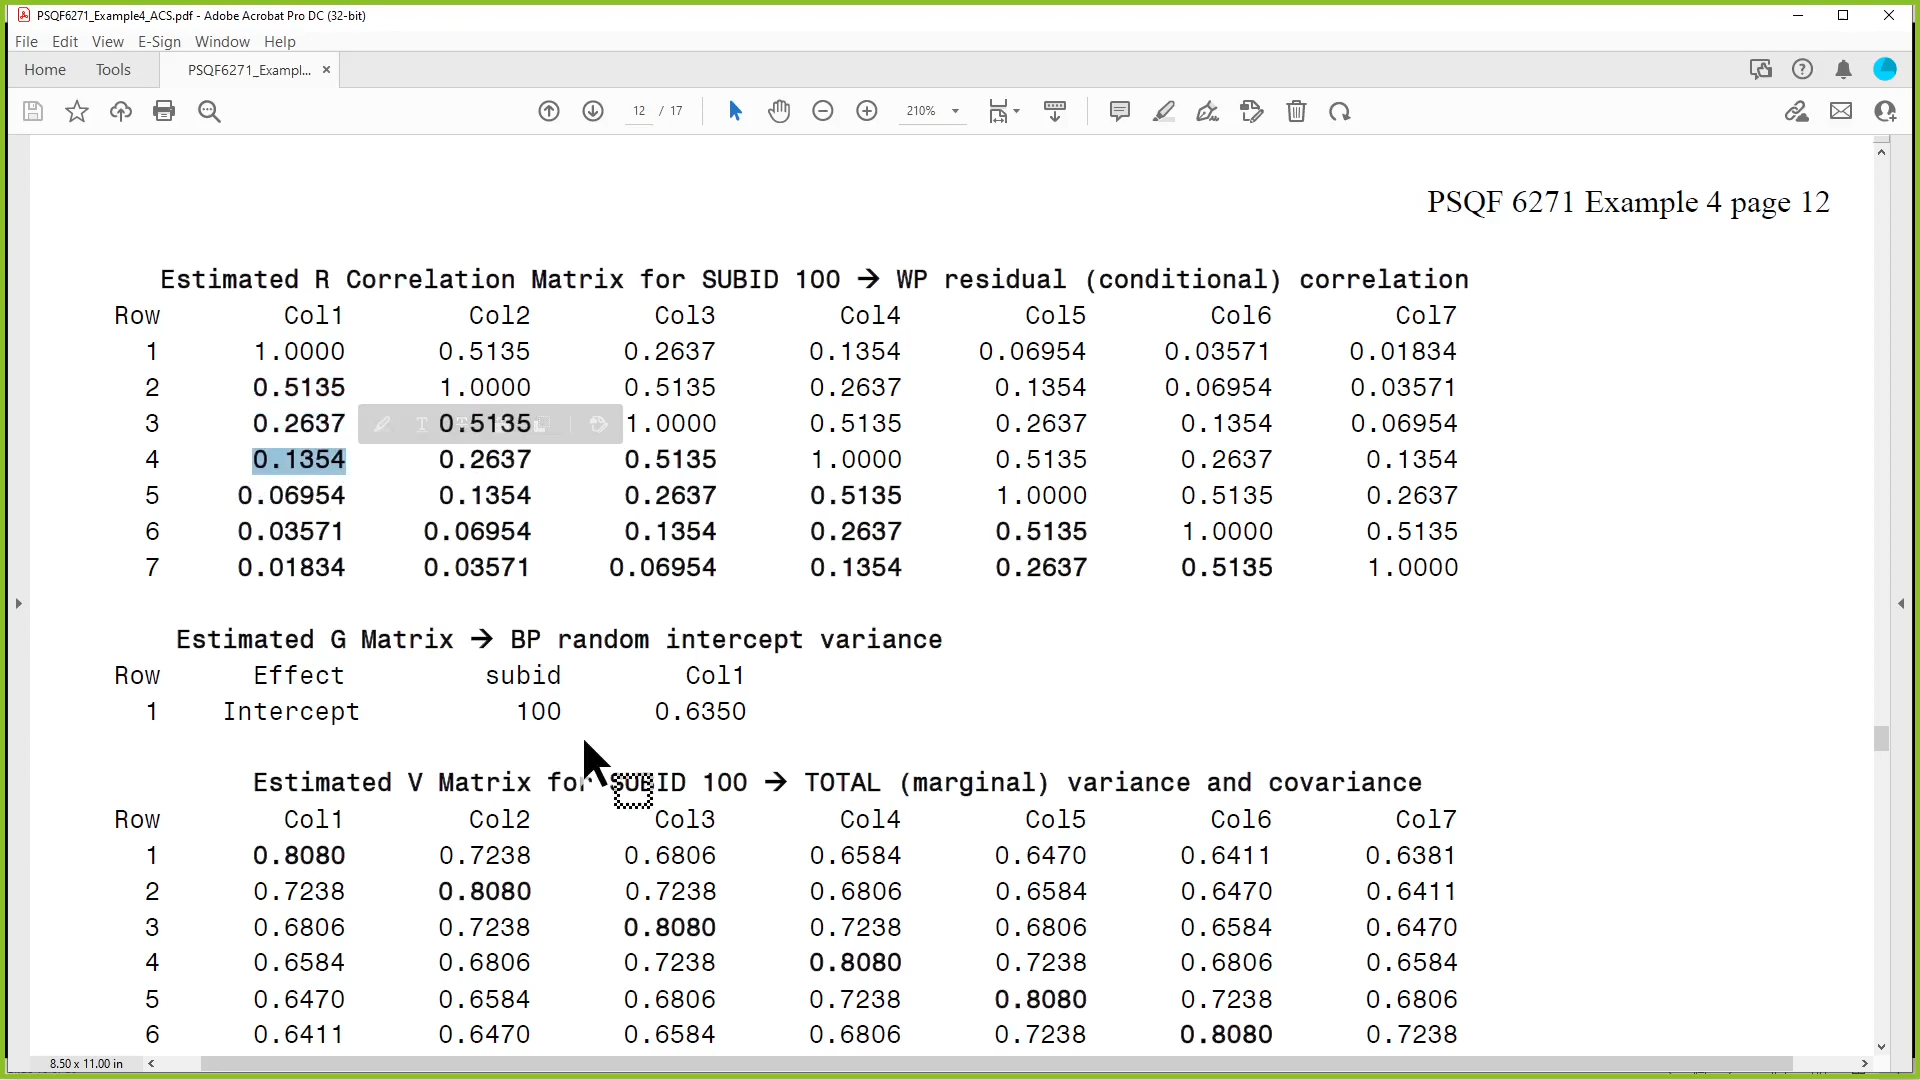 PSQF6271_Example4_ACS.pdf - Adobe Acrobat Pro DC (32-bit)
File Edit View E-Sign Window Help
Home Tools PSQF6271_Exampl... ×
12 / 17 210%
PSQF 6271 Example 4 page 12
Estimated R Correlation Matrix for SUBID 100 → WP residual (conditional) correlation
Row Col1 Col2 Col3 Col4 Col5 Col6 Col7
1 1.0000 0.5135 0.2637 0.1354 0.06954 0.03571 0.01834
2 0.5135 1.0000 0.5135 0.2637 0.1354 0.06954 0.03571
3 0.2637 0.5135 1.0000 0.5135 0.2637 0.1354 0.06954
4 0.1354 0.2637 0.5135 1.0000 0.5135 0.2637 0.1354
5 0.06954 0.1354 0.2637 0.5135 1.0000 0.5135 0.2637
6 0.03571 0.06954 0.1354 0.2637 0.5135 1.0000 0.5135
7 0.01834 0.03571 0.06954 0.1354 0.2637 0.5135 1.0000
Estimated G Matrix → BP random intercept variance
Row Effect subid Col1
1 Intercept 100 0.6350
Estimated V Matrix for SUBID 100 → TOTAL (marginal) variance and covariance
Row Col1 Col2 Col3 Col4 Col5 Col6 Col7
1 0.8080 0.7238 0.6806 0.6584 0.6470 0.6411 0.6381
2 0.7238 0.8080 0.7238 0.6806 0.6584 0.6470 0.6411
3 0.6806 0.7238 0.8080 0.7238 0.6806 0.6584 0.6470
4 0.6584 0.6806 0.7238 0.8080 0.7238 0.6806 0.6584
5 0.6470 0.6584 0.6806 0.7238 0.8080 0.7238 0.6806
6 0.6411 0.6470 0.6584 0.6806 0.7238 0.8080 0.7238
8.50 x 11.00 in